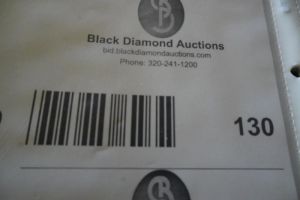 Black Diamond Auctions
bid.blackdiamondauctions.com
Phone: 320-241-1200
130